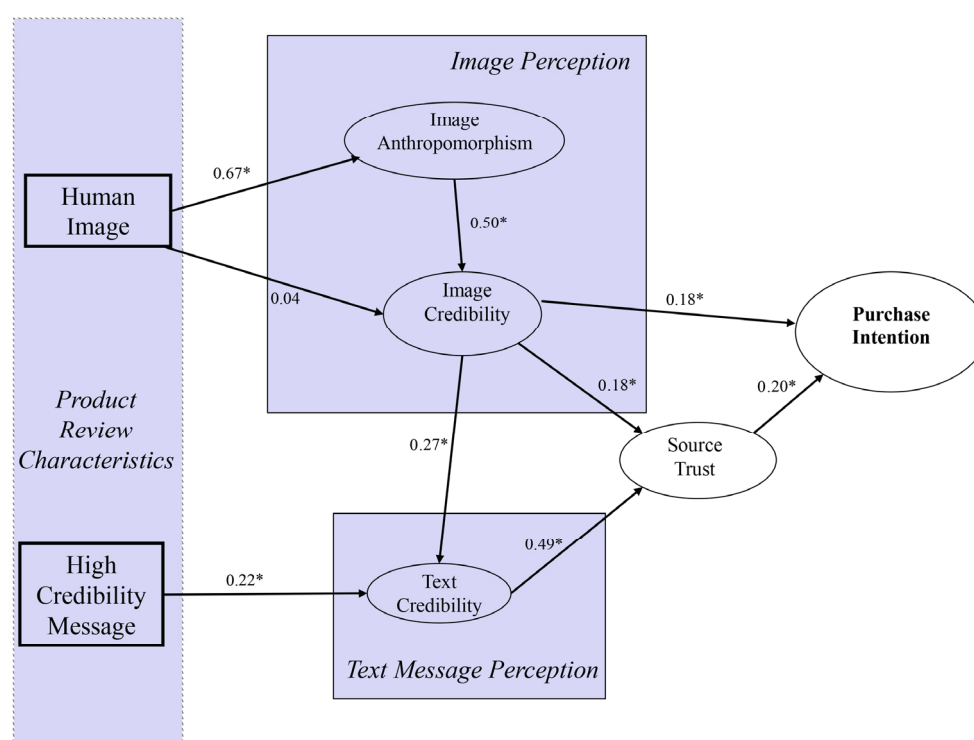 Image Perception
Image
Anthropomorphism
0.67*
Human
Image
0.50*
0.04
Image
Credibility
0.18*
Purchase
Intention
0.18*
0.20*
Product
Review
Characteristics
0.27*
Source
Trust
High
Credibility
Message
0.22*
0.49*
Text
Credibility
Text Message Perception